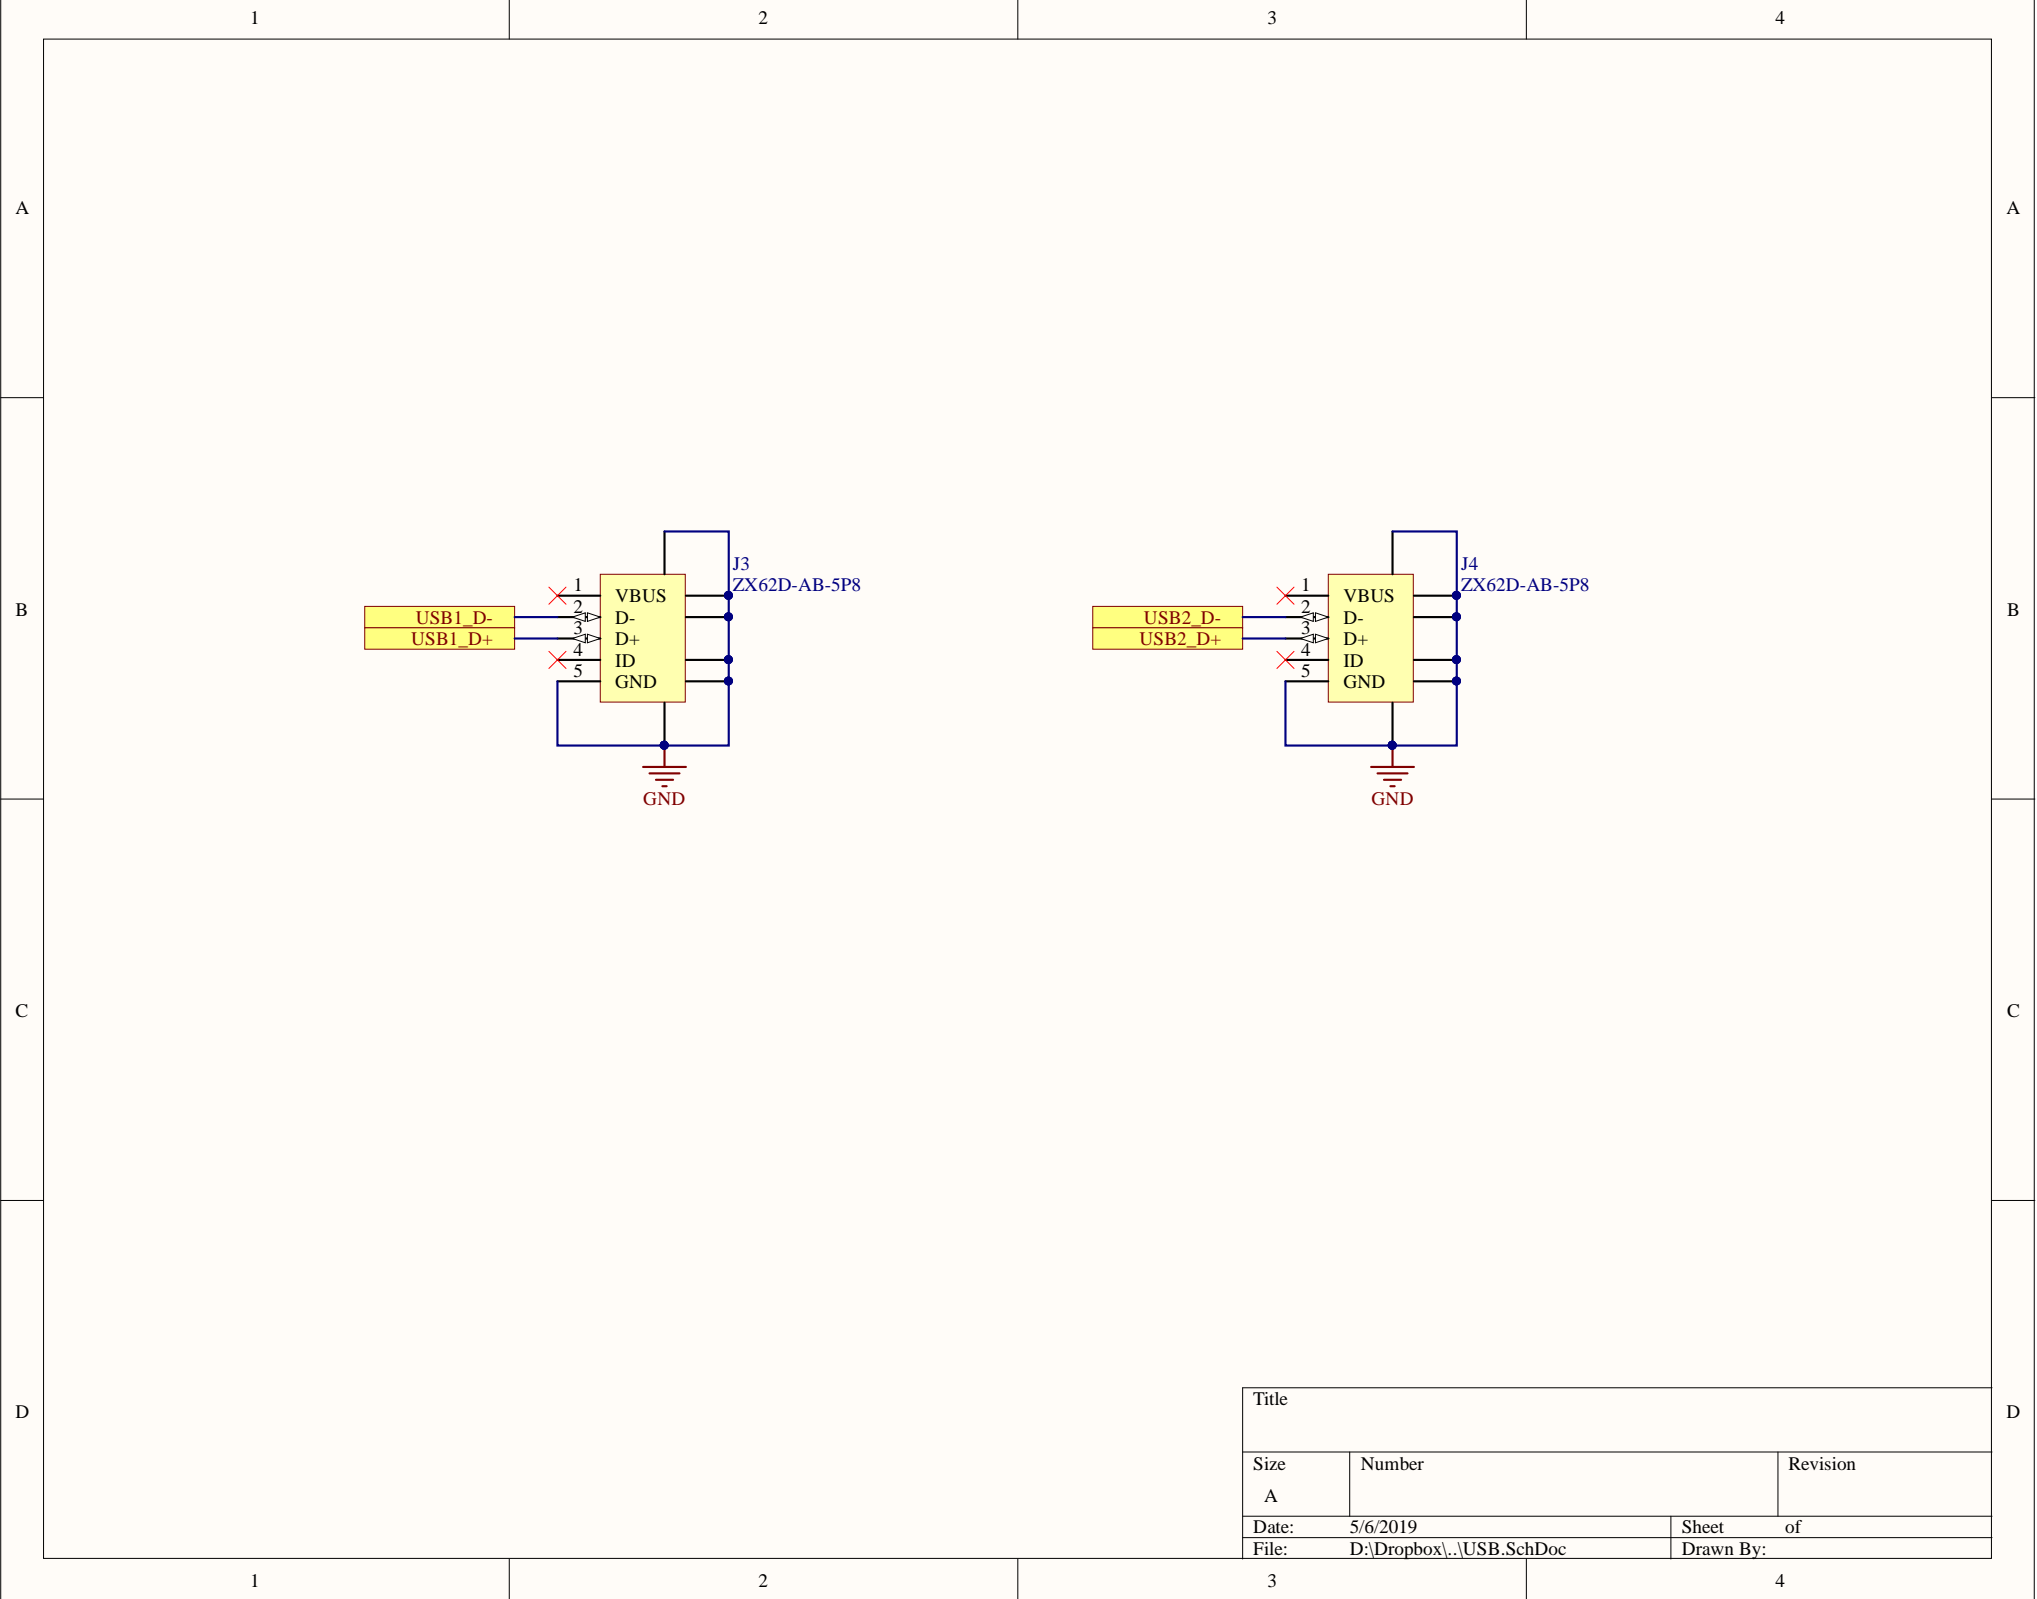 1 2 3 4
A A
J3
ZX62D-AB-5P8
1 VBUS
USB1_D- 2 D-
USB1_D+ 3 D+
4 ID
5 GND
GND
J4
ZX62D-AB-5P8
1 VBUS
USB2_D- 2 D-
USB2_D+ 3 D+
4 ID
5 GND
GND
B B
C C
D D
Title
Size Number Revision
A
Date: 5/6/2019 Sheet of
File: D:\Dropbox\..\USB.SchDoc Drawn By:
1 2 3 4